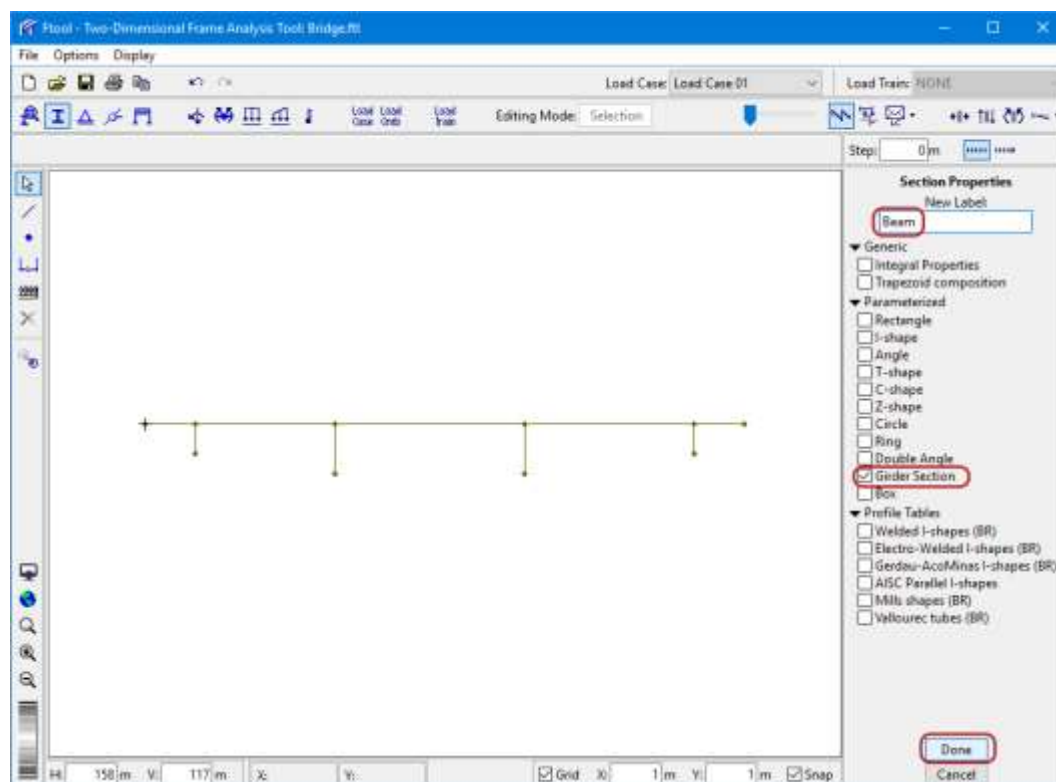 Ftool - Two-Dimensional Frame Analysis Tool: Bridge.ftl
File Options Display
Load Case: Load Case 01 Load Train: NONE
Load Case Load Comb Load Train Editing Mode: Selection
Step: 0 m
Section Properties
New Label:
Beam
Generic
Integral Properties
Trapezoid composition
Parameterized
Rectangle
I-shape
Angle
T-shape
C-shape
Z-shape
Circle
Ring
Double Angle
Girder Section
Box
Profile Tables
Welded I-shapes (BR)
Electro-Welded I-shapes (BR)
Gerdau-AcoMinas I-shapes (BR)
AISC Parallel I-shapes
Mills shapes (BR)
Vallourec tubes (BR)
Done
Cancel
H: 158 m V: 117 m X: Y: Grid X: 1 m Y: 1 m Snap